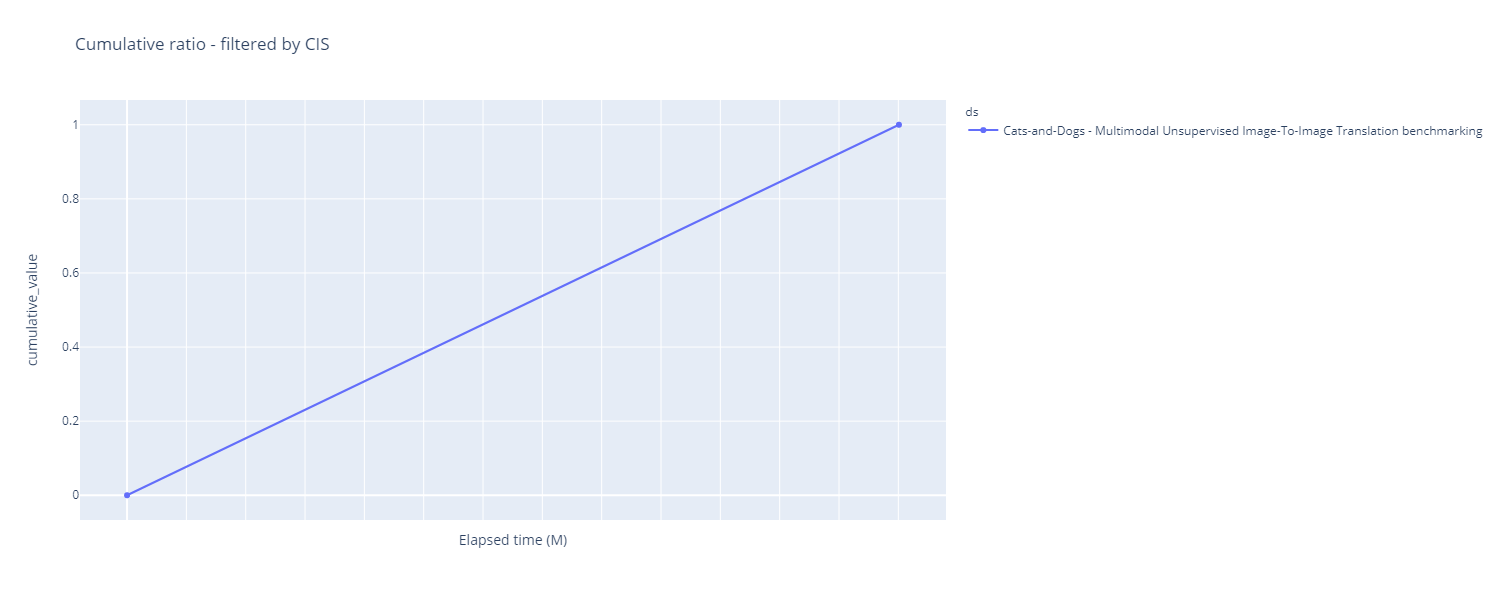 Cumulative ratio - filtered by CIS
ds
Cats-and-Dogs - Multimodal Unsupervised Image-To-Image Translation benchmarking
1
0.8
0.6
0.4
0.2
0
cumulative_value
Elapsed time (M)